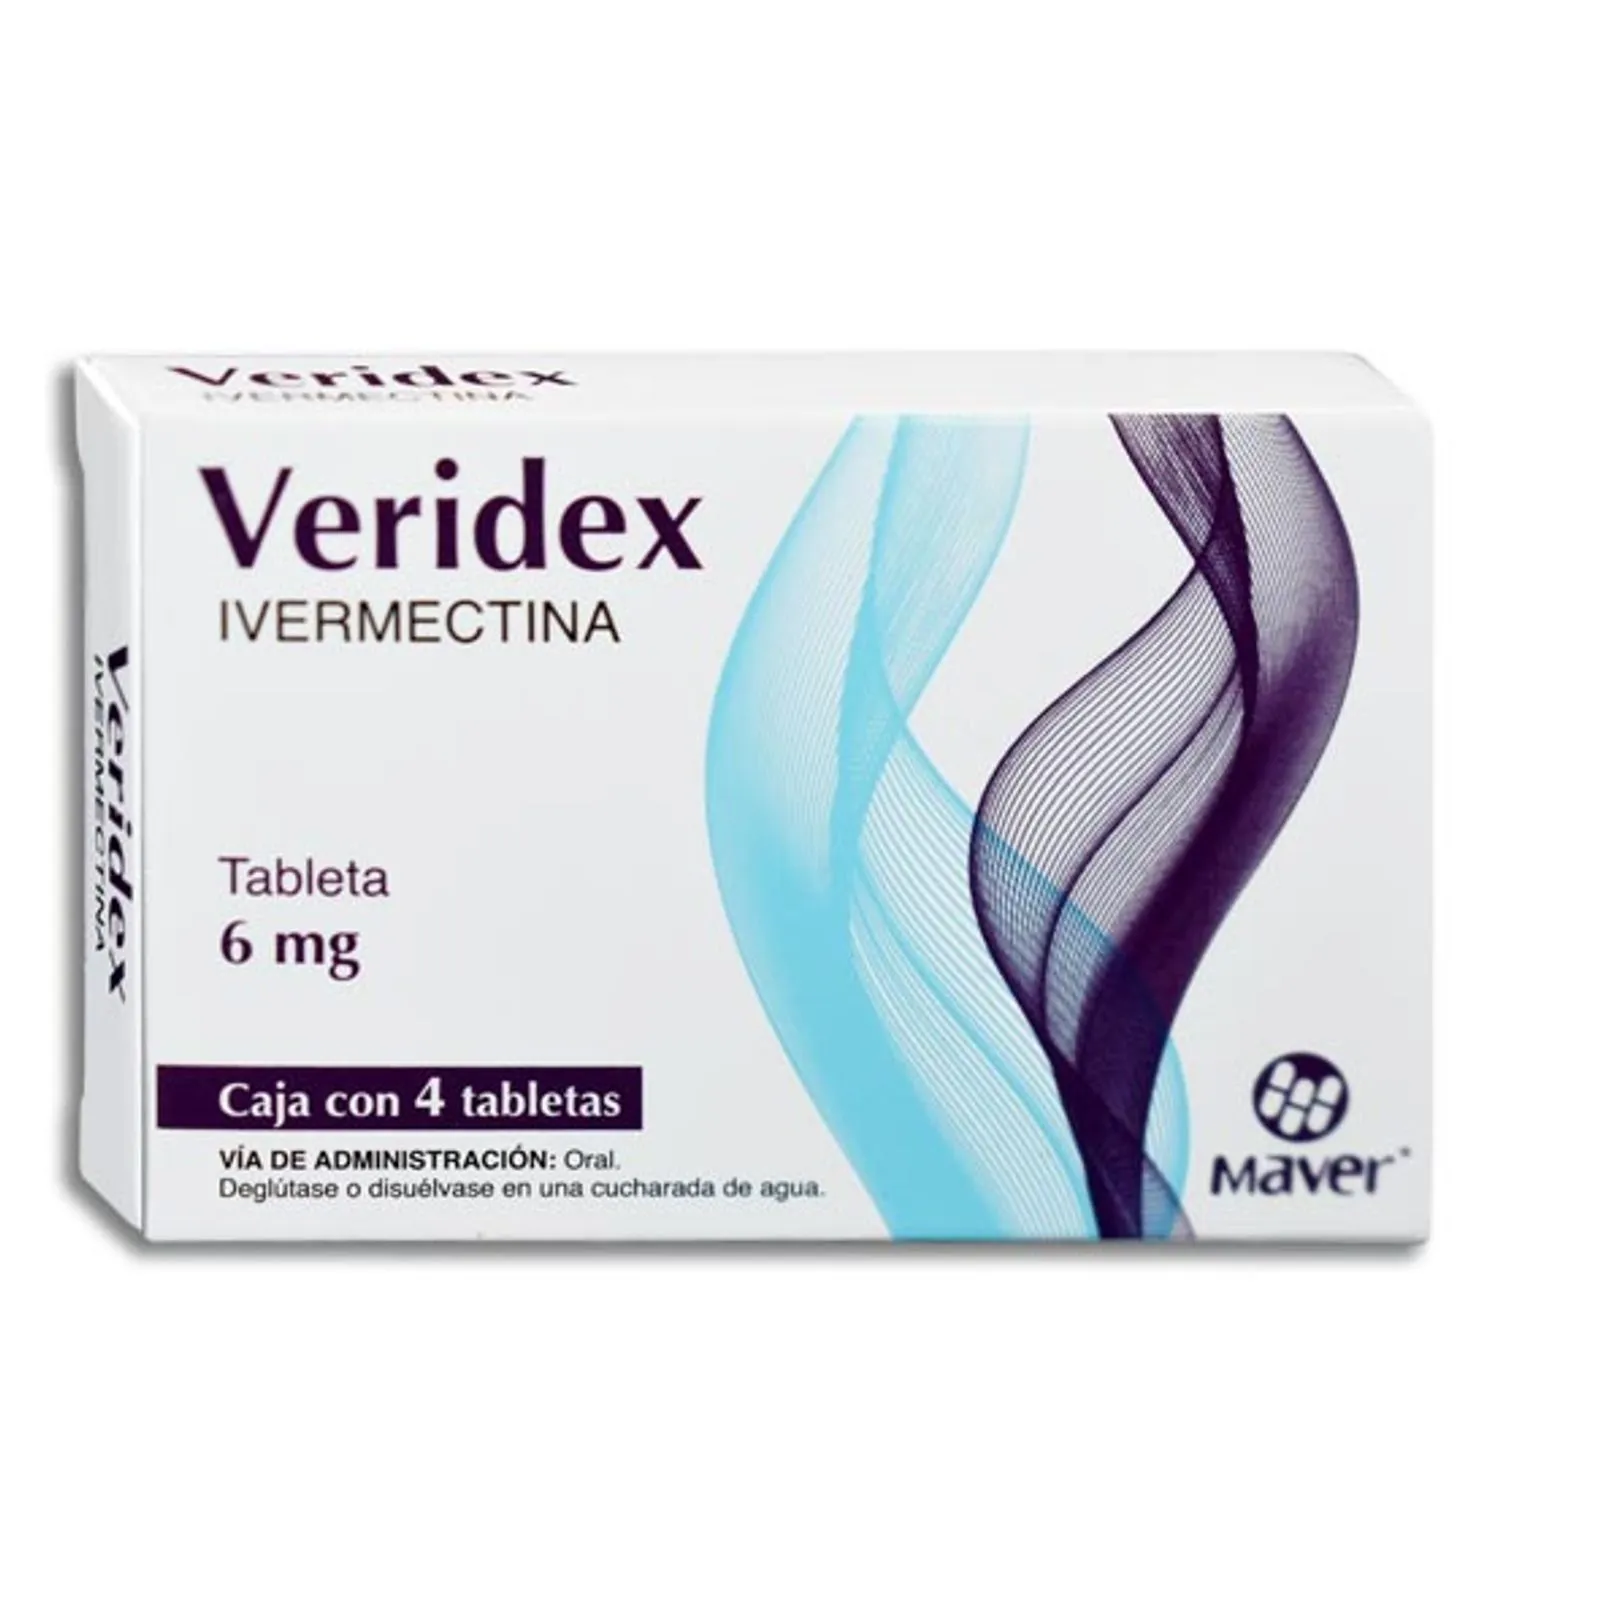 Veridex
IVERMECTINA
Veridex
IVERMECTINA
Tableta
6 mg
Caja con 4 tabletas
VÍA DE ADMINISTRACIÓN: Oral.
Deglútase o disuélvase en una cucharada de agua.
Maver
Veridex
IVERMECTINA